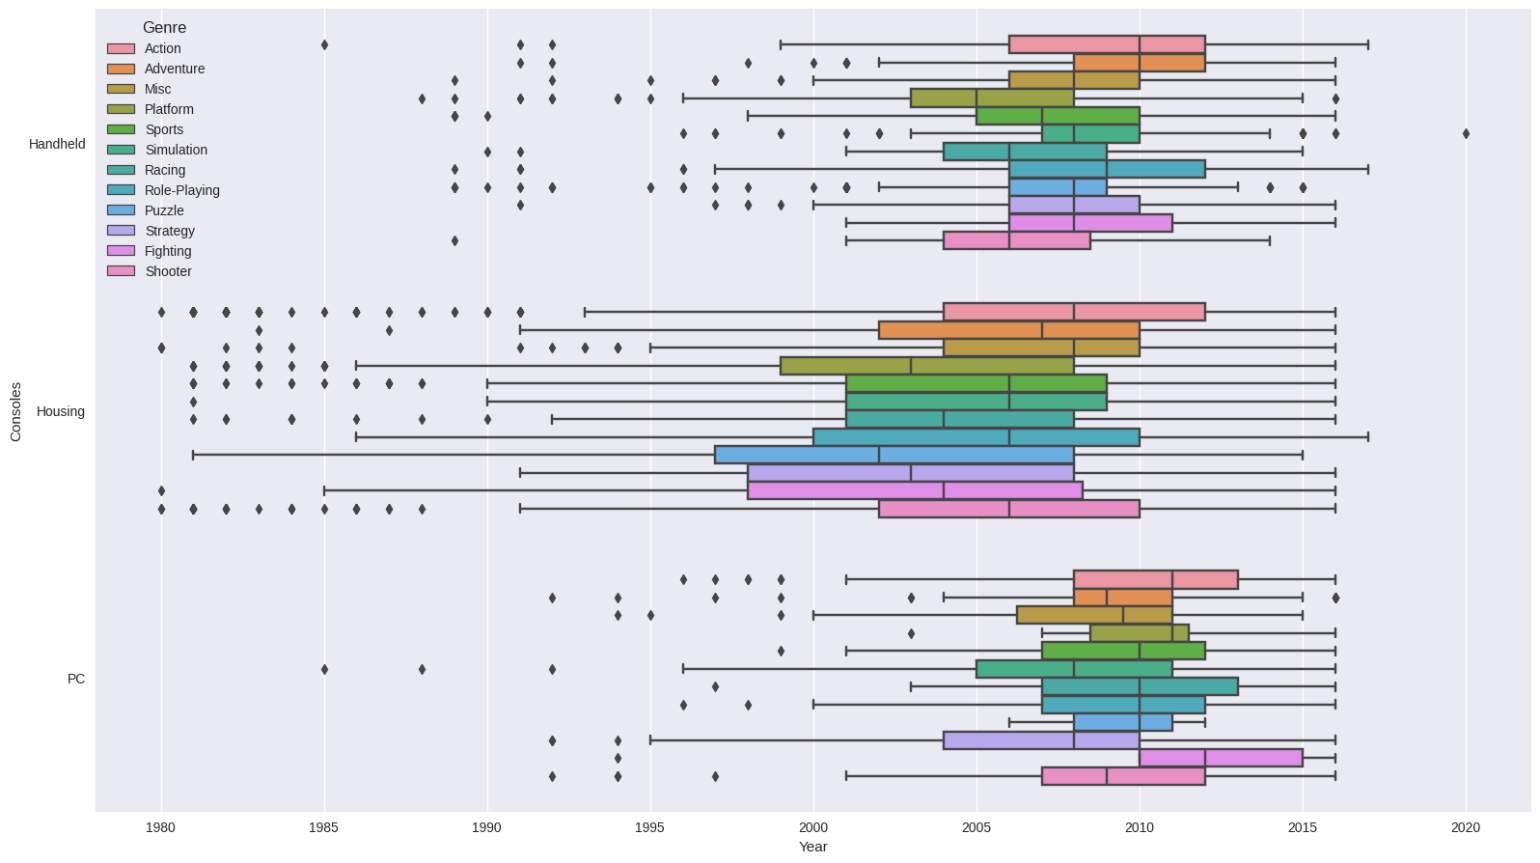 Genre
Action
Adventure
Misc
Platform
Sports
Simulation
Racing
Role-Playing
Puzzle
Strategy
Fighting
Shooter
Consoles
Handheld
Housing
PC
1980 1985 1990 1995 2000 2005 2010 2015 2020
Year